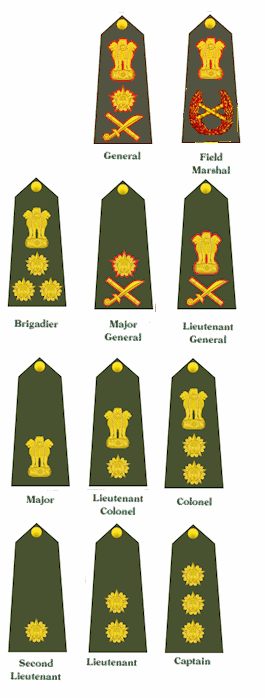 General
Field
Marshal
Brigadier
Major
General
Lieutenant
General
Major
Lieutenant
Colonel
Colonel
Second
Lieutenant
Lieutenant
Captain